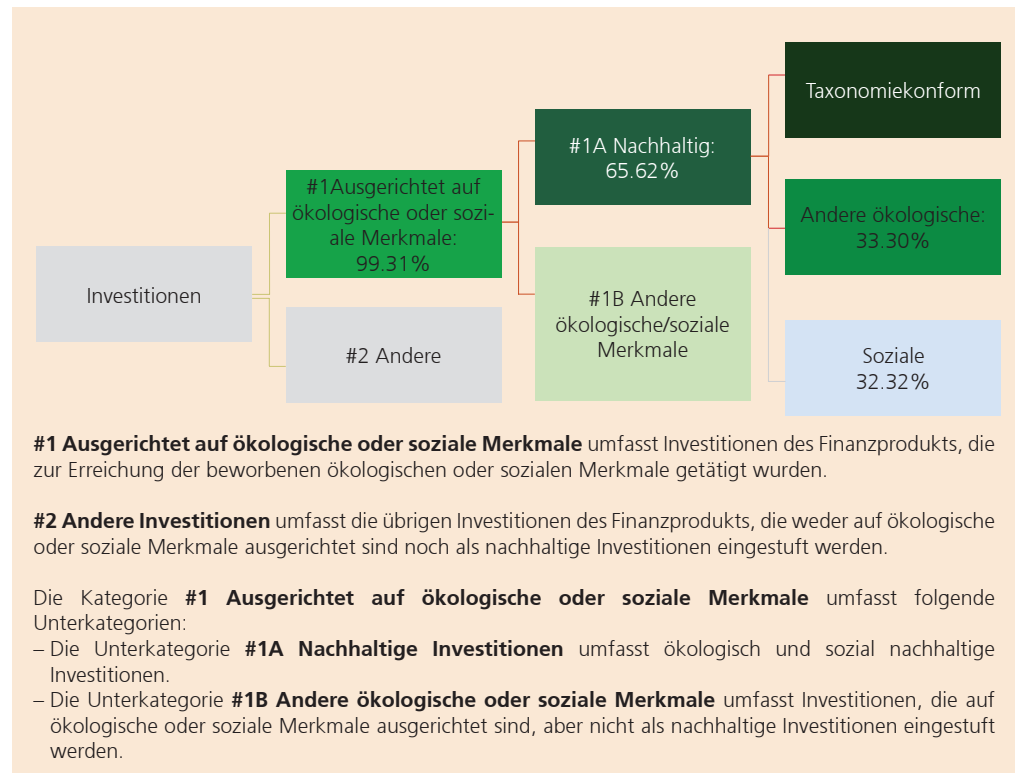 Taxonomiekonform
#1A Nachhaltig:
65.62%
#1Ausgerichtet auf
ökologische oder sozi-
ale Merkmale:
99.31%
Andere ökologische:
33.30%
Investitionen
#1B Andere
ökologische/soziale
Merkmale
#2 Andere
Soziale
32.32%
#1 Ausgerichtet auf ökologische oder soziale Merkmale umfasst Investitionen des Finanzprodukts, die
zur Erreichung der beworbenen ökologischen oder sozialen Merkmale getätigt wurden.
#2 Andere Investitionen umfasst die übrigen Investitionen des Finanzprodukts, die weder auf ökologische
oder soziale Merkmale ausgerichtet sind noch als nachhaltige Investitionen eingestuft werden.
Die Kategorie #1 Ausgerichtet auf ökologische oder soziale Merkmale umfasst folgende
Unterkategorien:
– Die Unterkategorie #1A Nachhaltige Investitionen umfasst ökologisch und sozial nachhaltige
Investitionen.
– Die Unterkategorie #1B Andere ökologische oder soziale Merkmale umfasst Investitionen, die auf
ökologische oder soziale Merkmale ausgerichtet sind, aber nicht als nachhaltige Investitionen eingestuft
werden.